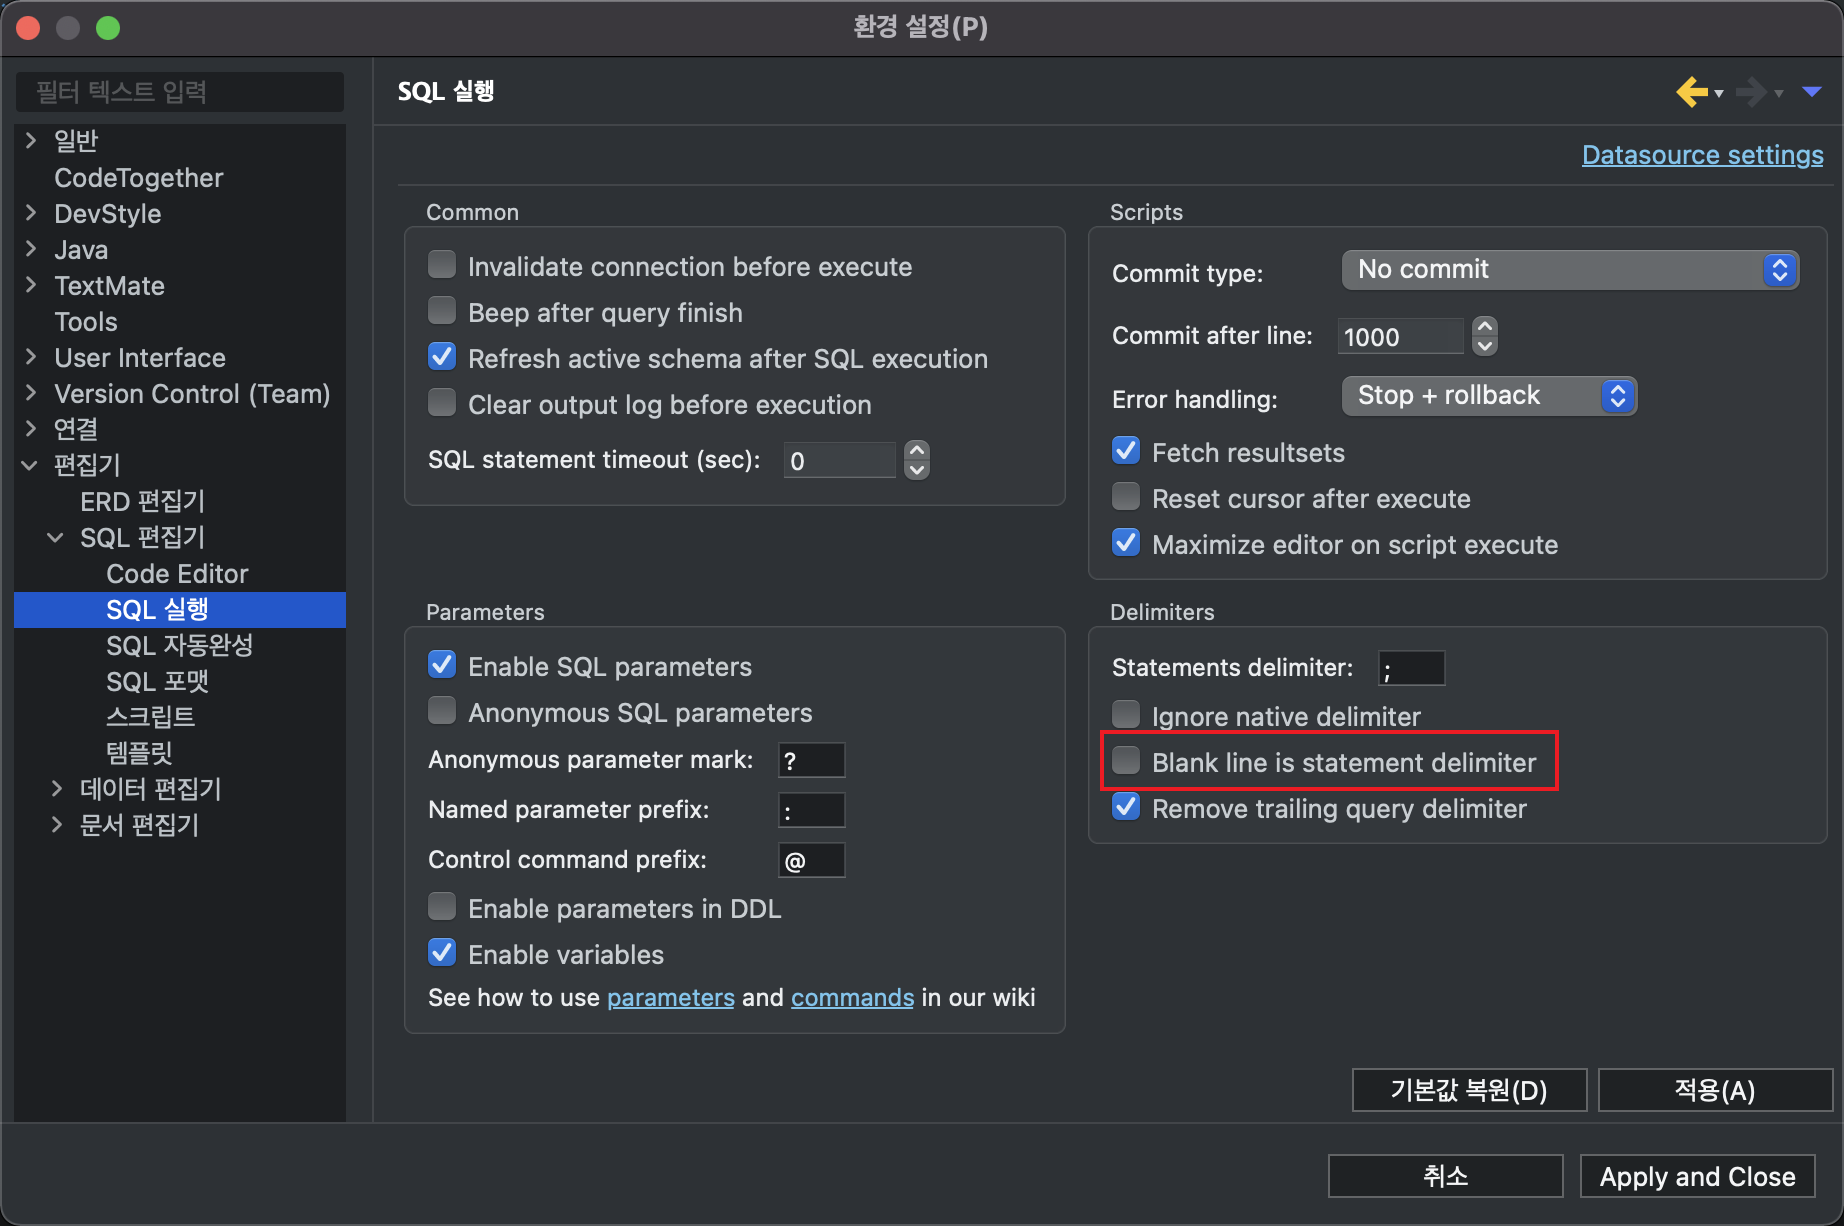 환경 설정(P)
필터 텍스트 입력
일반
CodeTogether
DevStyle
Java
TextMate
Tools
User Interface
Version Control (Team)
연결
편집기
ERD 편집기
SQL 편집기
Code Editor
SQL 실행
SQL 자동완성
SQL 포맷
스크립트
템플릿
데이터 편집기
문서 편집기
SQL 실행
Datasource settings
Common
Invalidate connection before execute
Beep after query finish
Refresh active schema after SQL execution
Clear output log before execution
SQL statement timeout (sec): 0
Scripts
Commit type: No commit
Commit after line: 1000
Error handling: Stop + rollback
Fetch resultsets
Reset cursor after execute
Maximize editor on script execute
Parameters
Enable SQL parameters
Anonymous SQL parameters
Anonymous parameter mark: ?
Named parameter prefix: :
Control command prefix: @
Enable parameters in DDL
Enable variables
See how to use parameters and commands in our wiki
Delimiters
Statements delimiter: ;
Ignore native delimiter
Blank line is statement delimiter
Remove trailing query delimiter
기본값 복원(D) 적용(A)
취소 Apply and Close